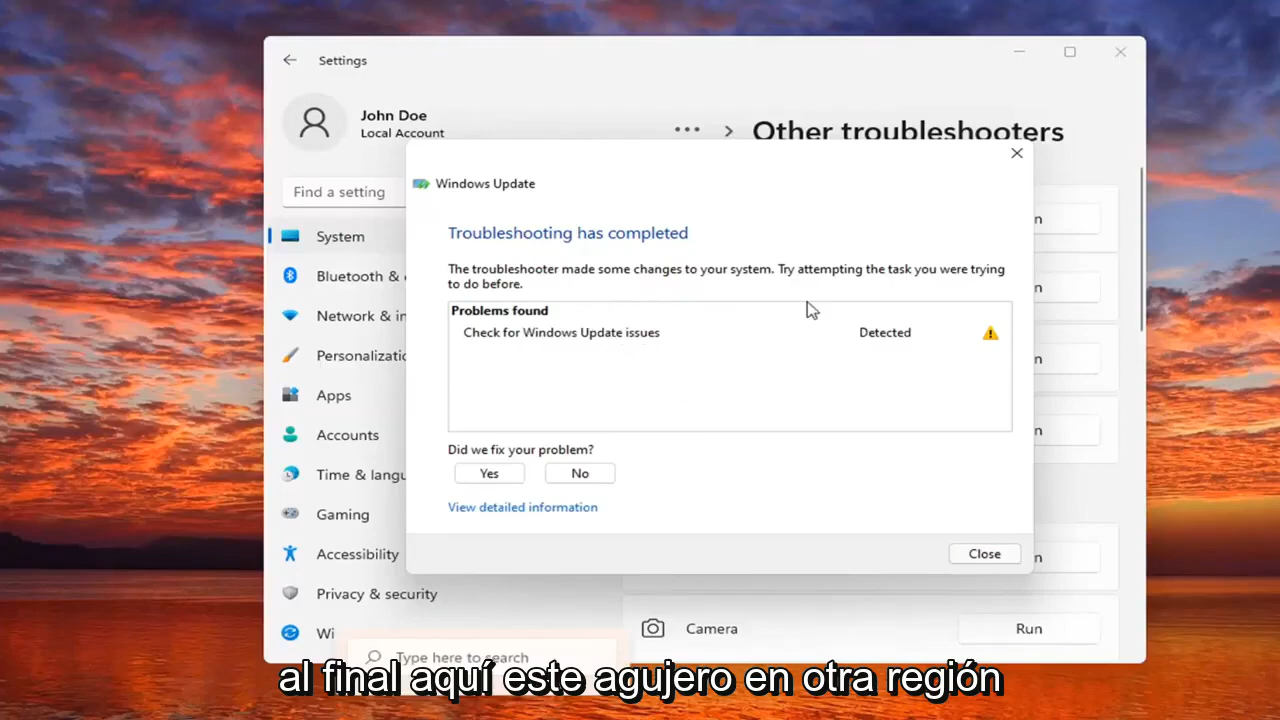 Settings
John Doe
Local Account
••• > Other troubleshooters
Find a setting
System
Bluetooth &
Network & in
Personalizatio
Apps
Accounts
Time & langu
Gaming
Accessibility
Privacy & security
Wi
Windows Update
Troubleshooting has completed
The troubleshooter made some changes to your system. Try attempting the task you were trying
to do before.
Problems found
Check for Windows Update issues Detected
Did we fix your problem?
Yes No
View detailed information
Close
Camera Run
Type here to search
al final aquí este agujero en otra región